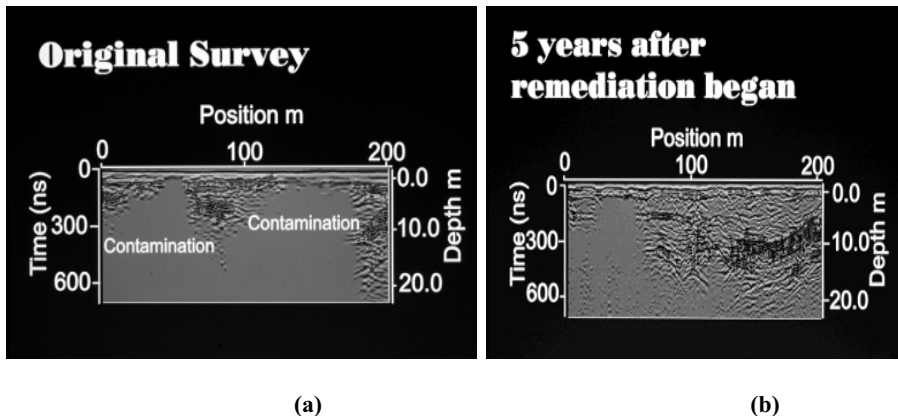 Original Survey
Position m
0 100 200
0 0.0
300 10.0
600 20.0
Time (ns)
Depth m
Contamination
Contamination
(a)
5 years after
remediation began
Position m
0 100 200
0 0.0
300 10.0
600 20.0
Time (ns)
Depth m
(b)